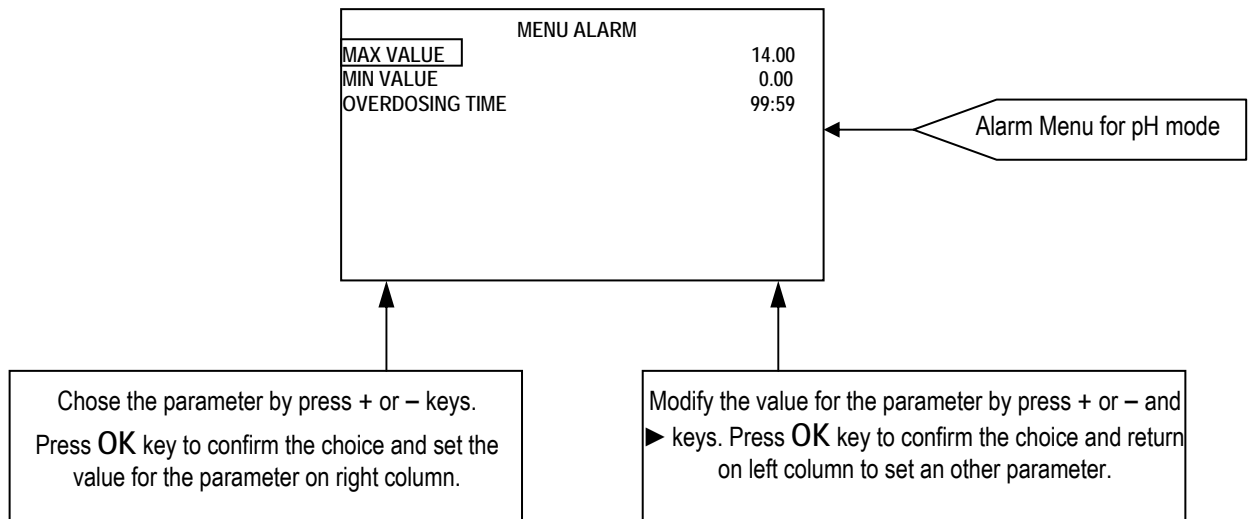 MENU ALARM
MAX VALUE 14.00
MIN VALUE 0.00
OVERDOSING TIME 99:59
Alarm Menu for pH mode
Chose the parameter by press + or – keys.
Press OK key to confirm the choice and set the
value for the parameter on right column.
Modify the value for the parameter by press + or – and
► keys. Press OK key to confirm the choice and return
on left column to set an other parameter.